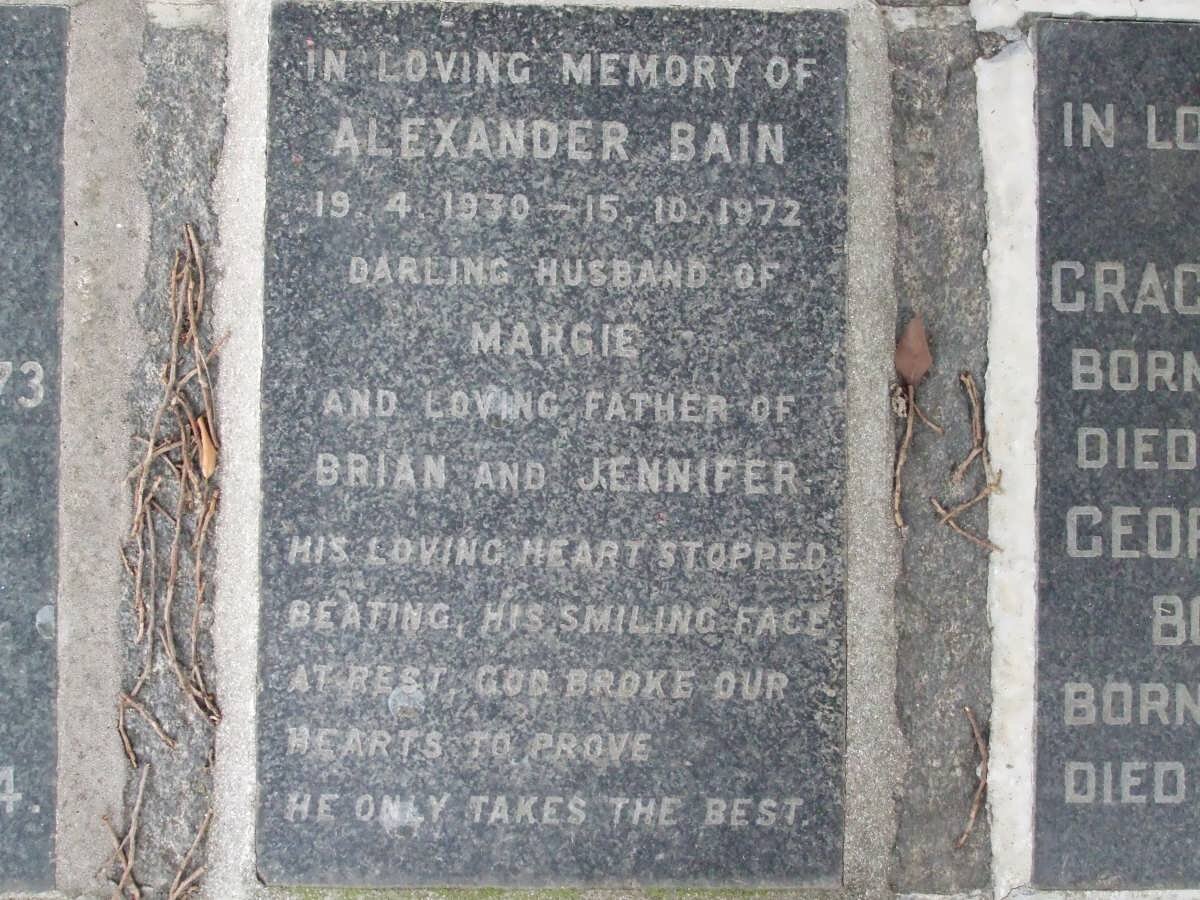 73
4.
IN LOVING MEMORY OF
ALEXANDER BAIN
19. 4. 1930 – 15. 10. 1972
DARLING HUSBAND OF
MARGIE
AND LOVING FATHER OF
BRIAN AND JENNIFER.
HIS LOVING HEART STOPPED
BEATING, HIS SMILING FACE
AT REST, GOD BROKE OUR
HEARTS TO PROVE
HE ONLY TAKES THE BEST.
IN LO
GRAC
BORN
DIED
GEOR
BORN
DIED